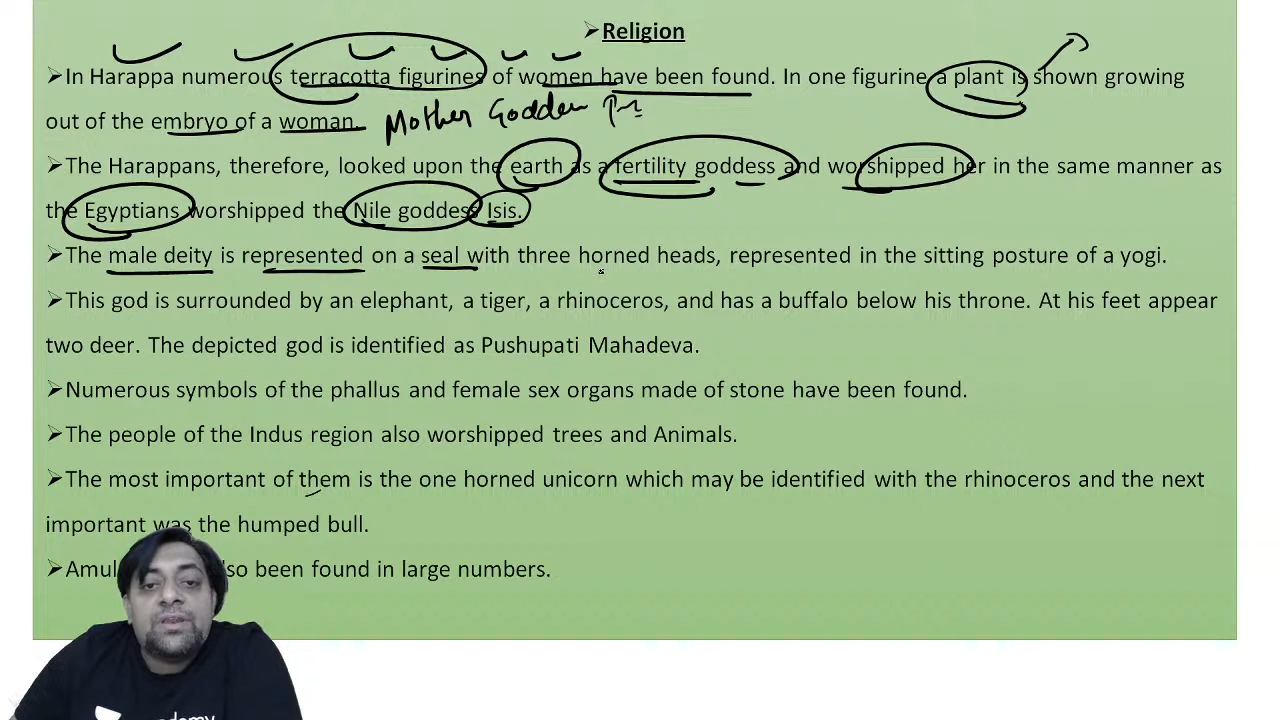 ➢Religion
➢In Harappa numerous terracotta figurines of women have been found. In one figurine a plant is shown growing
out of the embryo of a woman.
Mother Goddess
➢The Harappans, therefore, looked upon the earth as a fertility goddess and worshipped her in the same manner as
the Egyptians worshipped the Nile goddess Isis.
➢The male deity is represented on a seal with three horned heads, represented in the sitting posture of a yogi.
➢This god is surrounded by an elephant, a tiger, a rhinoceros, and has a buffalo below his throne. At his feet appear
two deer. The depicted god is identified as Pushupati Mahadeva.
➢Numerous symbols of the phallus and female sex organs made of stone have been found.
➢The people of the Indus region also worshipped trees and Animals.
➢The most important of them is the one horned unicorn which may be identified with the rhinoceros and the next
important was the humped bull.
➢been found in large numbers.